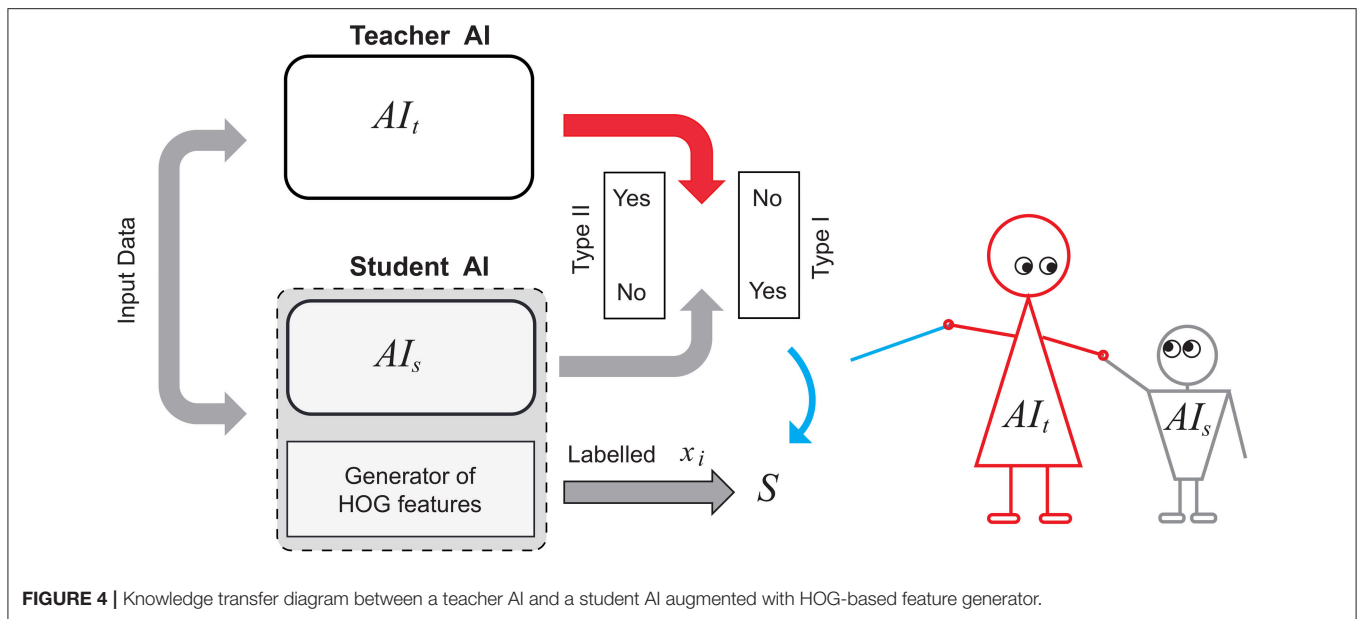 Teacher AI
AI_t
Input Data
Type II
Yes
No
No
Yes
Type I
Student AI
AI_s
Generator of
HOG features
Labelled x_i
S
AI_t
AI_s
FIGURE 4 | Knowledge transfer diagram between a teacher AI and a student AI augmented with HOG-based feature generator.